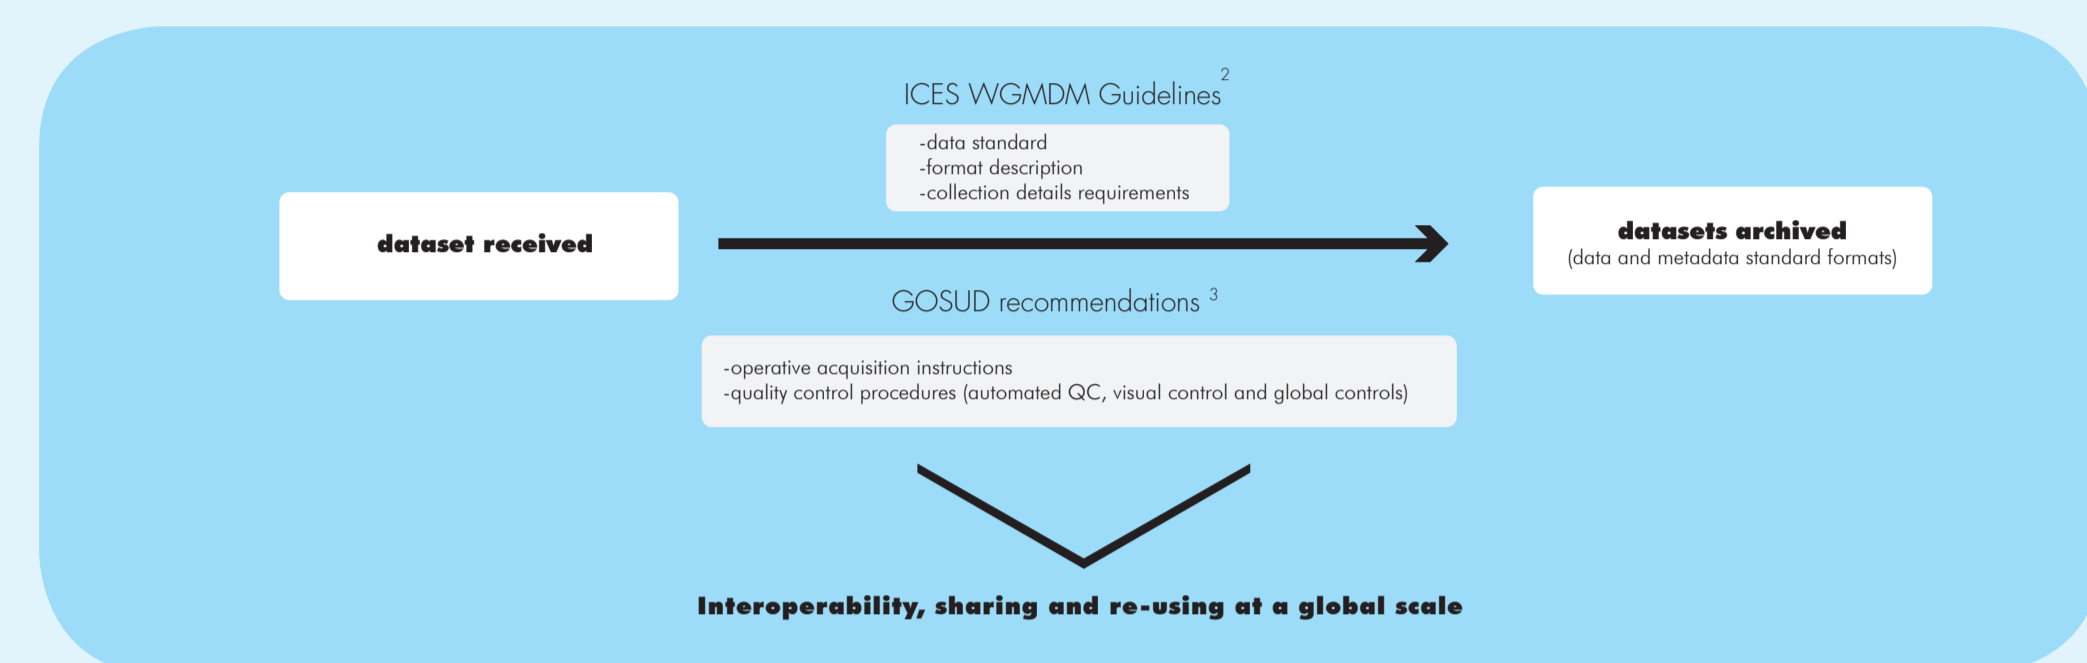 ICES WGMDM Guidelines 2
-data standard
-format description
-collection details requirements
dataset received
datasets archived
(data and metadata standard formats)
GOSUD recommendations 3
-operative acquisition instructions
-quality control procedures (automated QC, visual control and global controls)
Interoperability, sharing and re-using at a global scale